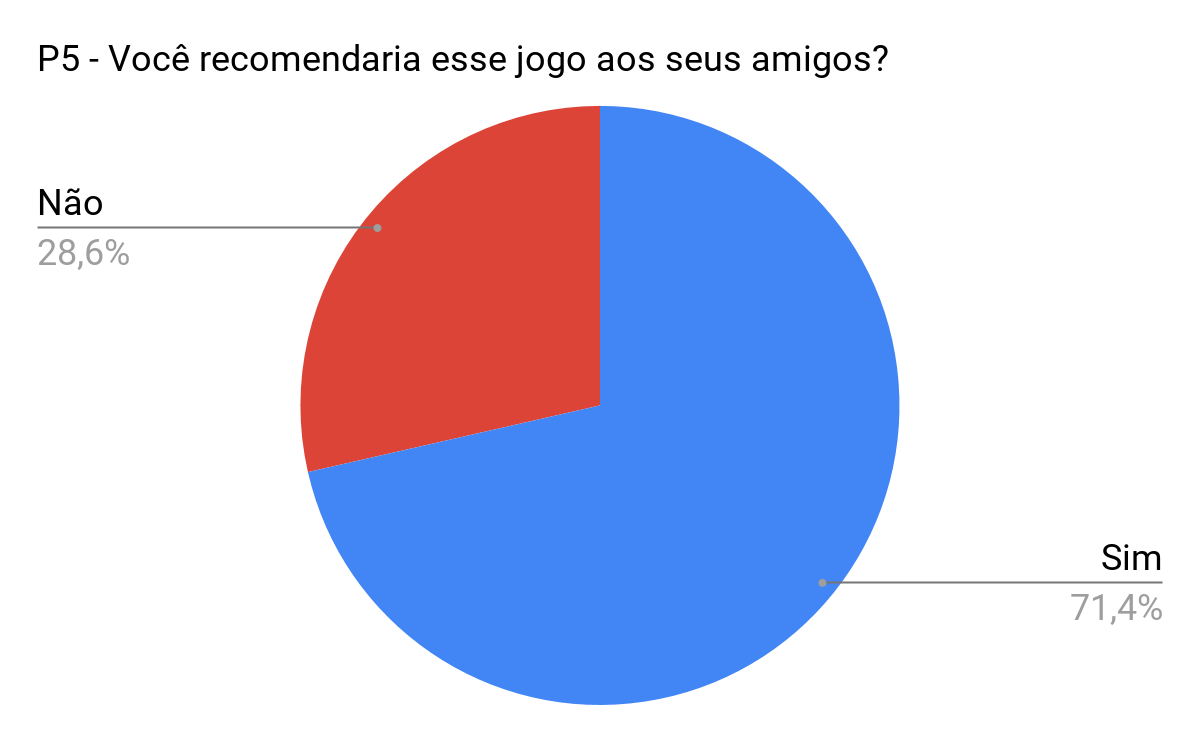 P5 - Você recomendaria esse jogo aos seus amigos?
Não
28,6%
Sim
71,4%